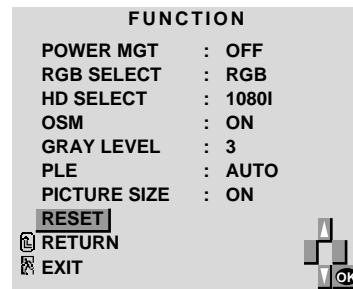 FUNCTION
POWER MGT : OFF
RGB SELECT : RGB
HD SELECT : 1080I
OSM : ON
GRAY LEVEL : 3
PLE : AUTO
PICTURE SIZE : ON
RESET
RETURN
EXIT
OK